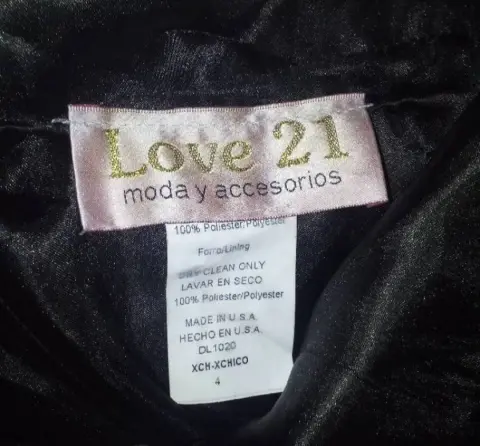 Love 21
moda y accesorios
100% Poliester/Polyester
Forro/Lining
DRY CLEAN ONLY
LAVAR EN SECO
100% Poliester/Polyester
MADE IN U.S.A.
HECHO EN U.S.A.
DL1020
XCH-XCHICO
4